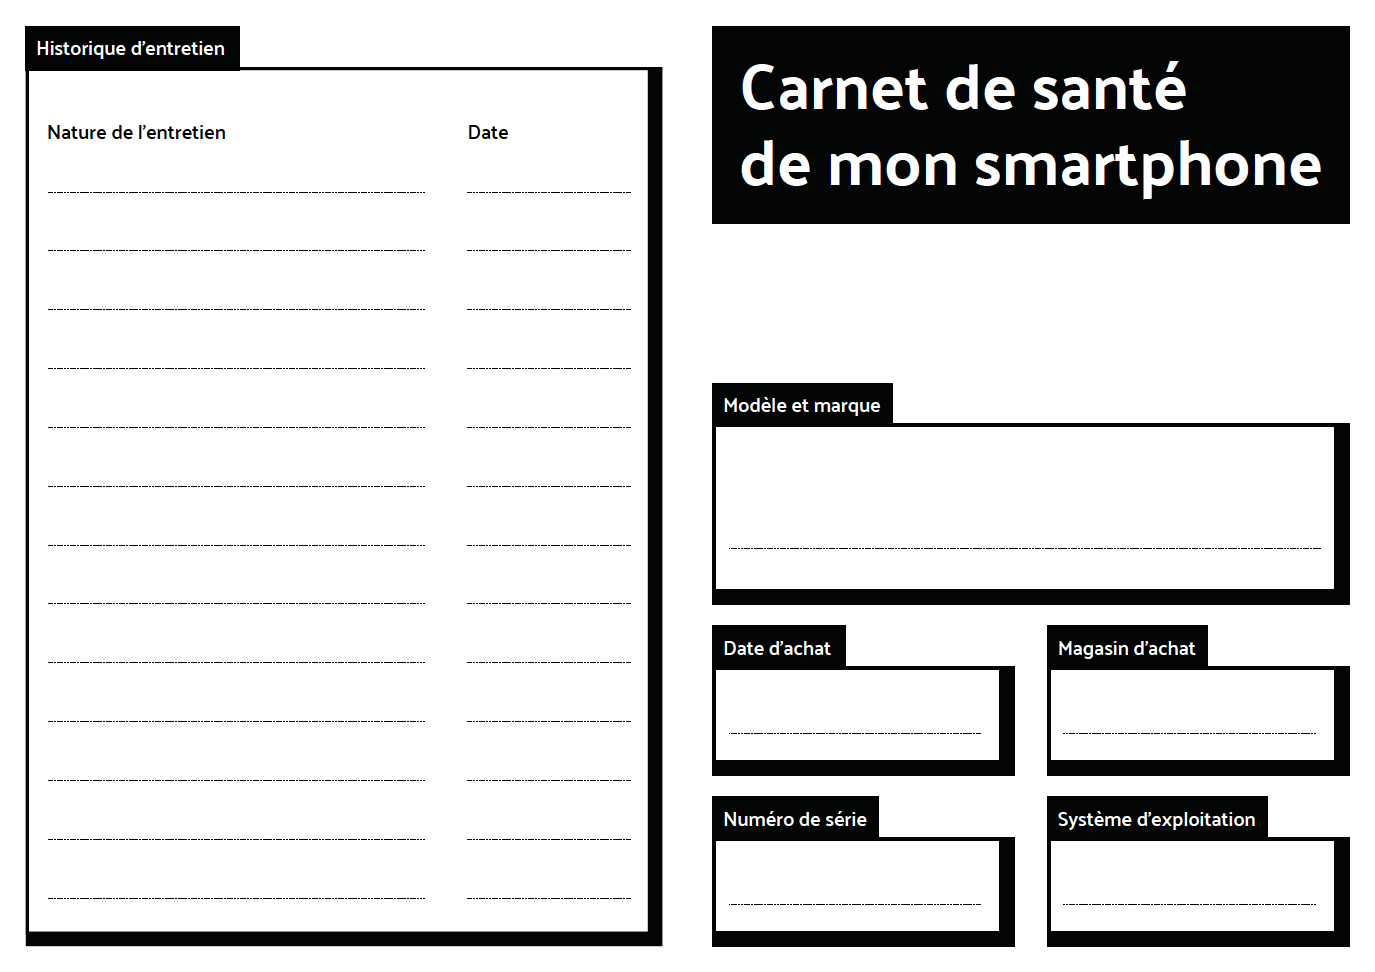 Historique d’entretien
Nature de l’entretien
Date
Carnet de santé
de mon smartphone
Modèle et marque
Date d’achat
Magasin d’achat
Numéro de série
Système d’exploitation